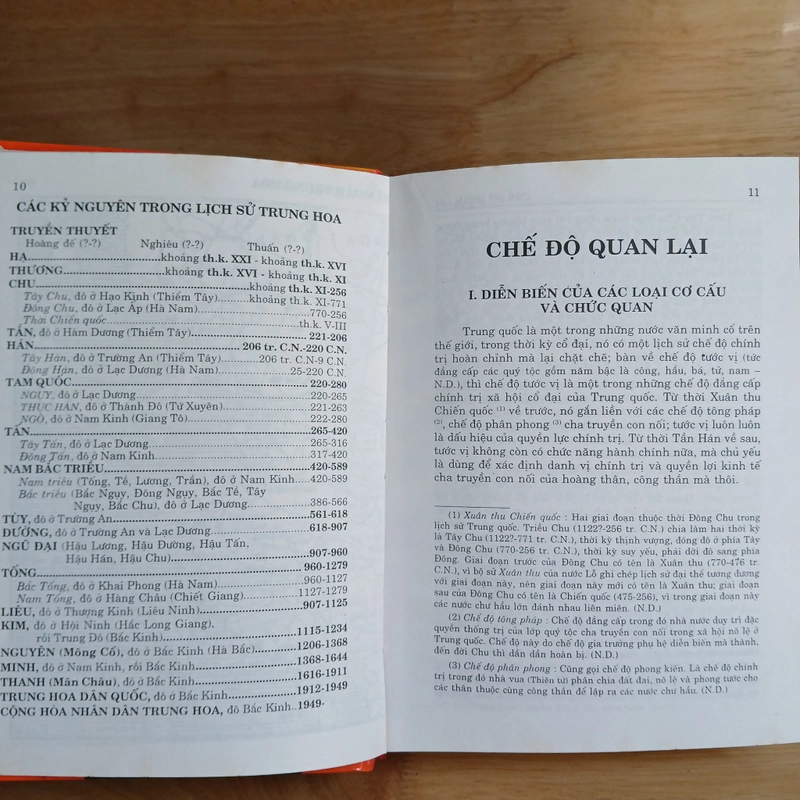 10
CÁC KỶ NGUYÊN TRONG LỊCH SỬ TRUNG HOA
TRUYỀN THUYẾT
Hoàng đế (?-?) Nghiêu (?-?) Thuấn (?-?)
HẠ khoảng th.k. XXI - khoảng th.k. XVI
THƯƠNG khoảng th.k. XVI - khoảng th.k. XI
CHU khoảng th.k. XI-256
Tây Chu, đô ở Hạo Kinh (Thiểm Tây) khoảng th.k. XI-771
Đông Chu, đô ở Lạc Ấp (Hà Nam) 770-256
Thời Chiến quốc th.k. V-III
TẦN, đô ở Hàm Dương (Thiểm Tây) 221-206
HÁN 206 tr. C.N.-220 C.N.
Tây Hán, đô ở Trường An (Thiểm Tây) 206 tr. C.N-9 C.N.
Đông Hán, đô ở Lạc Dương (Hà Nam) 25-220 C.N.
TAM QUỐC 220-280
NGỤY, đô ở Lạc Dương 220-265
THỤC HÁN, đô ở Thành Đô (Tứ Xuyên) 221-263
NGÔ, đô ở Nam Kinh (Giang Tô) 222-280
TẤN 265-420
Tây Tấn, đô ở Lạc Dương 265-316
Đông Tấn, đô ở Nam Kinh 317-420
NAM BẮC TRIỀU 420-589
Nam triều (Tống, Tề, Lương, Trần), đô ở Nam Kinh 420-589
Bắc triều (Bắc Ngụy, Đông Ngụy, Bắc Tề, Tây
Ngụy, Bắc Chu), đô ở Lạc Dương 386-566
TÙY, đô ở Trường An 561-618
ĐƯỜNG, đô ở Trường An và Lạc Dương 618-907
NGŨ ĐẠI (Hậu Lương, Hậu Đường, Hậu Tấn,
Hậu Hán, Hậu Chu) 907-960
TỐNG 960-1279
Bắc Tống, đô ở Khai Phong (Hà Nam) 960-1127
Nam Tống, đô ở Hàng Châu (Chiết Giang) 1127-1279
LIÊU, đô ở Thượng Kinh (Liêu Ninh) 907-1125
KIM, đô ở Hội Ninh (Hắc Long Giang),
rồi Trung Đô (Bắc Kinh) 1115-1234
NGUYÊN (Mông Cổ), đô ở Bắc Kinh (Hà Bắc) 1206-1368
MINH, đô ở Nam Kinh, rồi Bắc Kinh 1368-1644
THANH (Mãn Châu), đô ở Bắc Kinh 1616-1911
TRUNG HOA DÂN QUỐC, đô ở Bắc Kinh 1912-1949
CỘNG HÒA NHÂN DÂN TRUNG HOA, đô ở Bắc Kinh..1949-
11
CHẾ ĐỘ QUAN LẠI
I. DIỄN BIẾN CỦA CÁC LOẠI CƠ CẤU
VÀ CHỨC QUAN
Trung quốc là một trong những nước văn minh cổ trên
thế giới, trong thời kỳ cổ đại, nó có một lịch sử chế độ chính
trị hoàn chỉnh mà lại chặt chẽ; bàn về chế độ tước vị (tức
đẳng cấp các quý tộc gồm năm bậc là công, hầu, bá, tử, nam –
N.D.), thì chế độ tước vị là một trong những chế độ đẳng cấp
chính trị xã hội cổ đại của Trung quốc. Từ thời Xuân thu
Chiến quốc (1) về trước, nó gắn liền với các chế độ tông pháp
(2), chế độ phân phong (3) cha truyền con nối; tước vị luôn luôn
là dấu hiệu của quyền lực chính trị. Từ thời Tần Hán về sau,
tước vị không còn có chức năng hành chính nữa, mà chủ yếu
là dùng để xác định danh vị chính trị và quyền lợi kinh tế
cha truyền con nối của hoàng thân, công thần mà thôi.
(1) Xuân thu Chiến quốc : Hai giai đoạn thuộc thời Đông Chu trong
lịch sử Trung quốc. Triều Chu (1122?-256 tr. C.N.) chia làm hai thời kỳ
là Tây Chu (1122?-771 tr. C.N.), thời kỳ thịnh vượng, đóng đô ở phía Tây
và Đông Chu (770-256 tr. C.N.), thời kỳ suy yếu, phải dời đô sang phía
Đông. Giai đoạn trước của Đông Chu có tên là Xuân thu (770-476 tr.
C.N.), vì bộ sử Xuân thu của nước Lỗ ghi chép lịch sử đại thể tương đương
với giai đoạn này, nên giai đoạn này mới có tên là Xuân thu; giai đoạn
sau của Đông Chu có tên là Chiến quốc (475-256), vì trong giai đoạn này
các nước chư hầu lớn đánh nhau liên miên. (N.D.)
(2) Chế độ tông pháp : Chế độ đẳng cấp trong đó nhà nước duy trì đặc
quyền thống trị của lớp quý tộc cho truyền con nối trong xã hội nô lệ ở
Trung quốc. Chế độ này do chế độ gia trưởng phụ hệ diễn biến mà thành,
đến đời Chu thì dần dần hoàn bị. (N.D.)
(3) Chế độ phân phong : Cũng gọi chế độ phong kiến. Là chế độ chính
trị trong đó nhà vua (Thiên tử) phân chia đất đai, nô lệ và phong tước cho
các thân thuộc cùng công thần để lập ra các nước chư hầu. (N.D.)